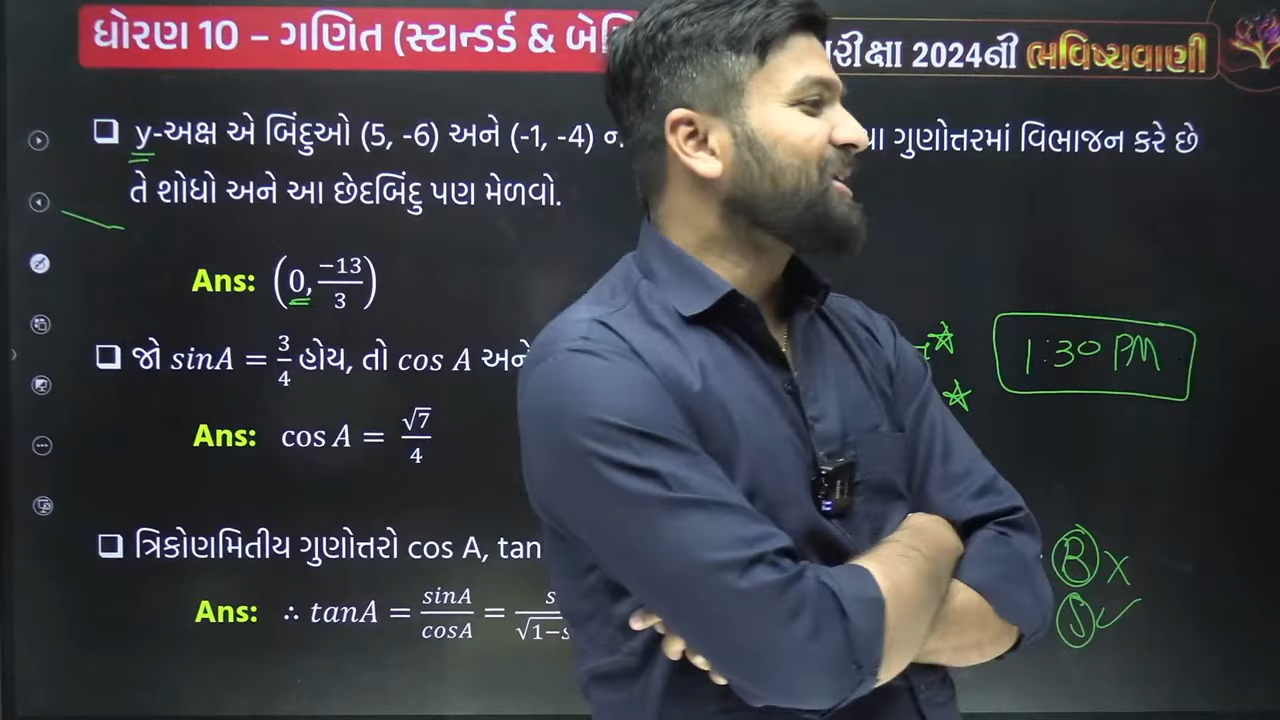 ધોરણ 10 – ગણિત (સ્ટાન્ડર્ડ & 2024ની ભવિષ્યવાણી
y-અક્ષ એ બિંદુઓ (5, -6) અને (-1, -4) ગુણોત્તરમાં વિભાજન કરે છે
તે શોધો અને આ છેદબિંદુ પણ મેળવો.
Ans: (0, −13/3)
જો sinA = 3/4 હોય, તો cos A અને
1:30 PM
Ans: cos A = √7/4
ત્રિકોણમિતીય ગુણોત્તરો cos A, tan
B ×
Ans: ∴ tanA = sinA/cosA =
S ✓